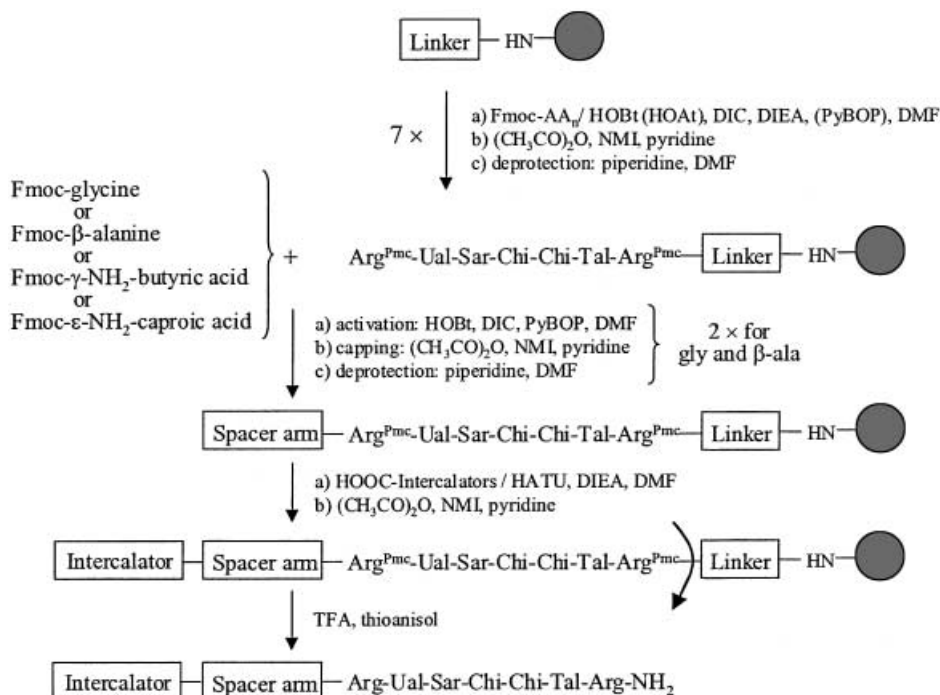 Linker HN
7 ×
a) Fmoc-AAn/ HOBt (HOAt), DIC, DIEA, (PyBOP), DMF
b) (CH3CO)2O, NMI, pyridine
c) deprotection: piperidine, DMF
Fmoc-glycine
or
Fmoc-β-alanine
or
Fmoc-γ-NH2-butyric acid
or
Fmoc-ε-NH2-caproic acid
+
ArgPmc-Ual-Sar-Chi-Chi-Tal-ArgPmc Linker HN
a) activation: HOBt, DIC, PyBOP, DMF
b) capping: (CH3CO)2O, NMI, pyridine
c) deprotection: piperidine, DMF
2 × for
gly and β-ala
Spacer arm ArgPmc-Ual-Sar-Chi-Chi-Tal-ArgPmc Linker HN
a) HOOC-Intercalators / HATU, DIEA, DMF
b) (CH3CO)2O, NMI, pyridine
Intercalator Spacer arm ArgPmc-Ual-Sar-Chi-Chi-Tal-ArgPmc Linker HN
TFA, thioanisol
Intercalator Spacer arm Arg-Ual-Sar-Chi-Chi-Tal-Arg-NH2